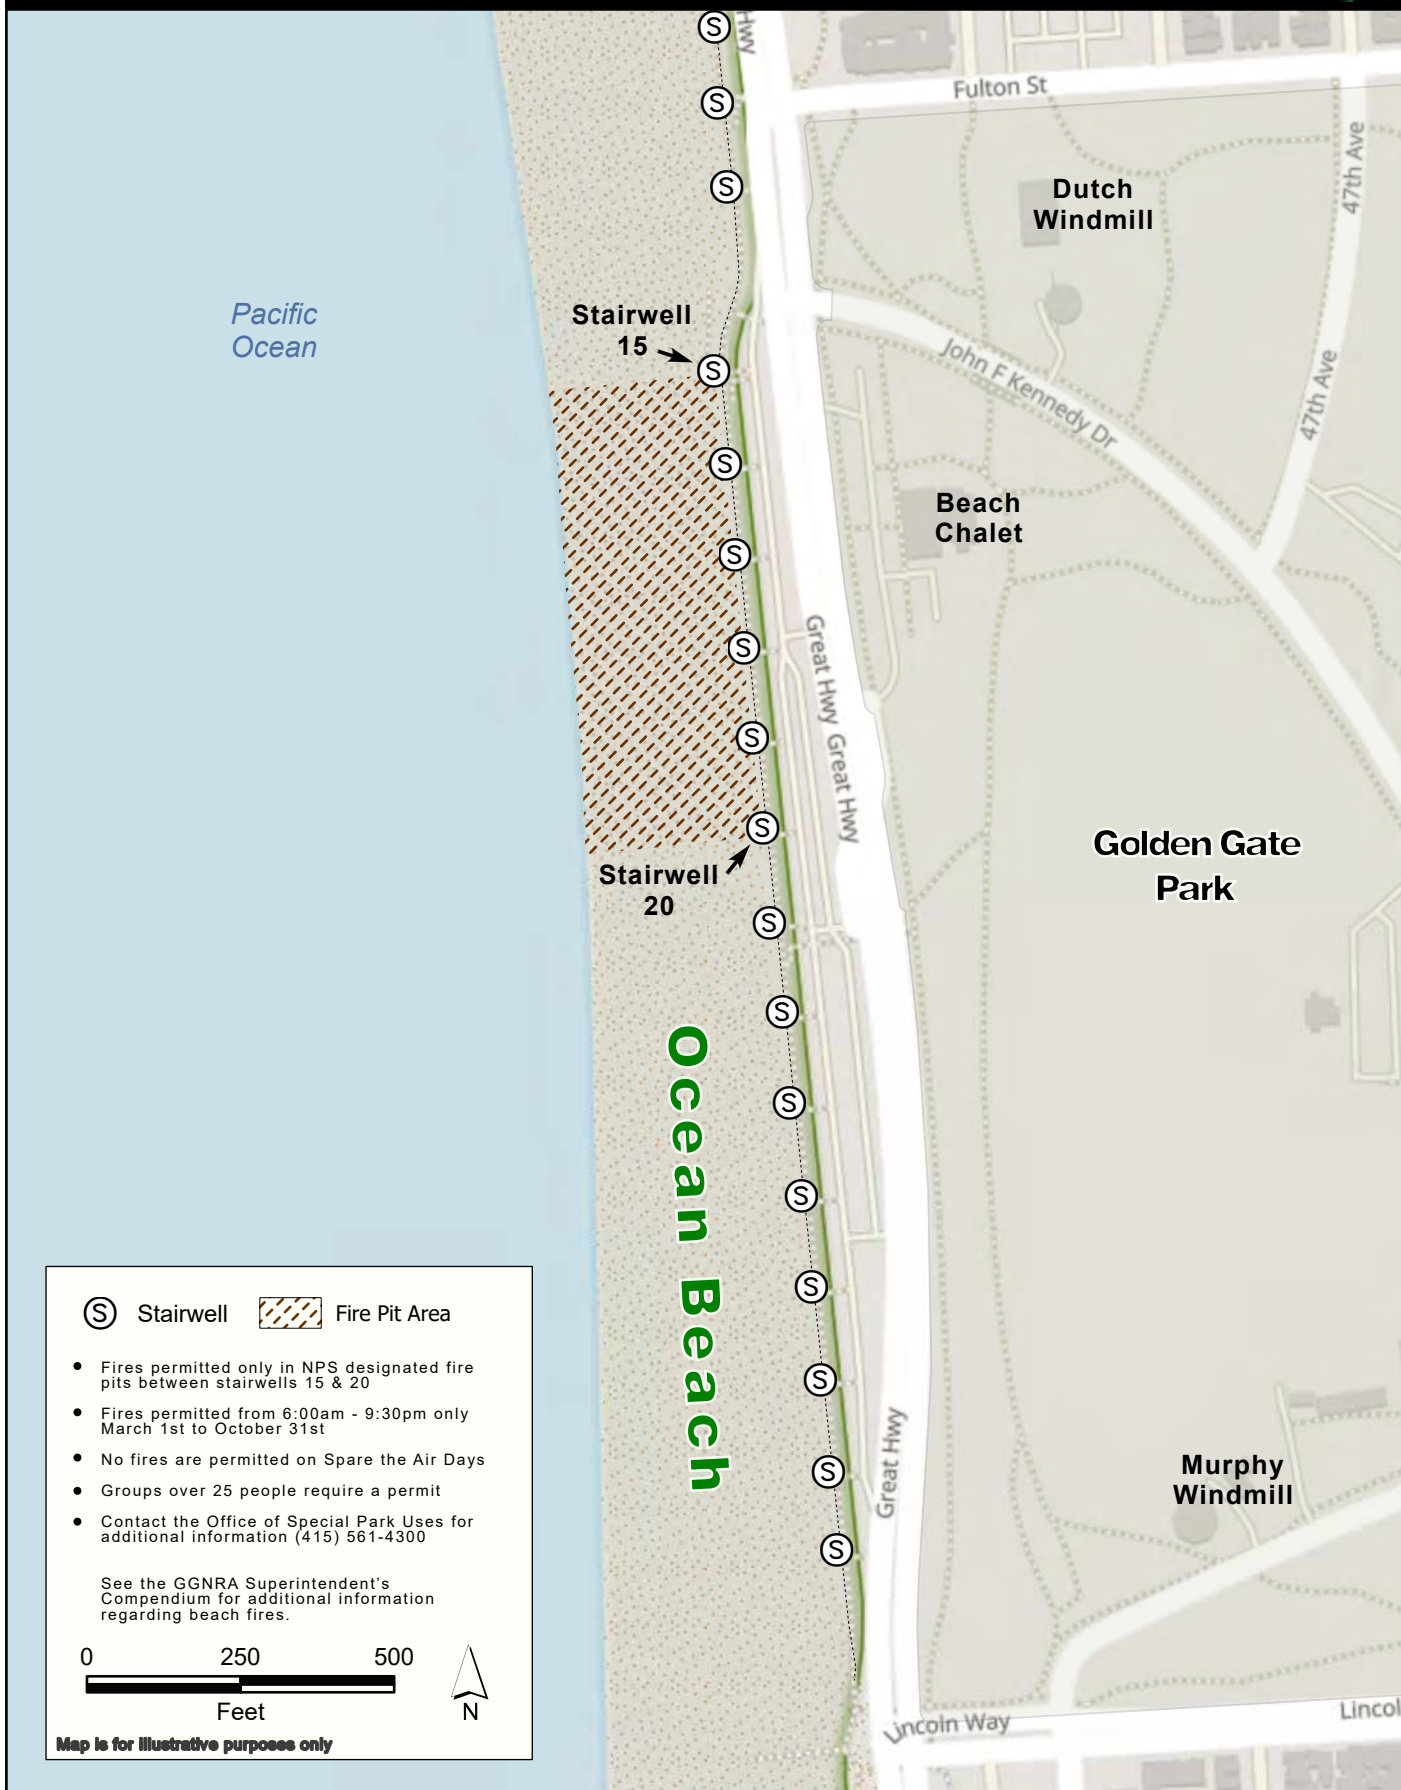 S
Hwy
S
Fulton St
47th Ave
S
Dutch
Windmill
Pacific
Ocean
Stairwell
15
S
John F Kennedy Dr
47th Ave
S
Beach
Chalet
S
Great Hwy
S
Great Hwy
S
S
Golden Gate
Park
Stairwell
20
S
S
Ocean Beach
S
S
S
S
Great Hwy
S
Murphy
Windmill
S
S Stairwell
Fire Pit Area
• Fires permitted only in NPS designated fire
pits between stairwells 15 & 20
• Fires permitted from 6:00am - 9:30pm only
March 1st to October 31st
• No fires are permitted on Spare the Air Days
• Groups over 25 people require a permit
• Contact the Office of Special Park Uses for
additional information (415) 561-4300
See the GGNRA Superintendent's
Compendium for additional information
regarding beach fires.
0 250 500
Feet
N
Map is for illustrative purposes only
Lincoln Way
Lincol